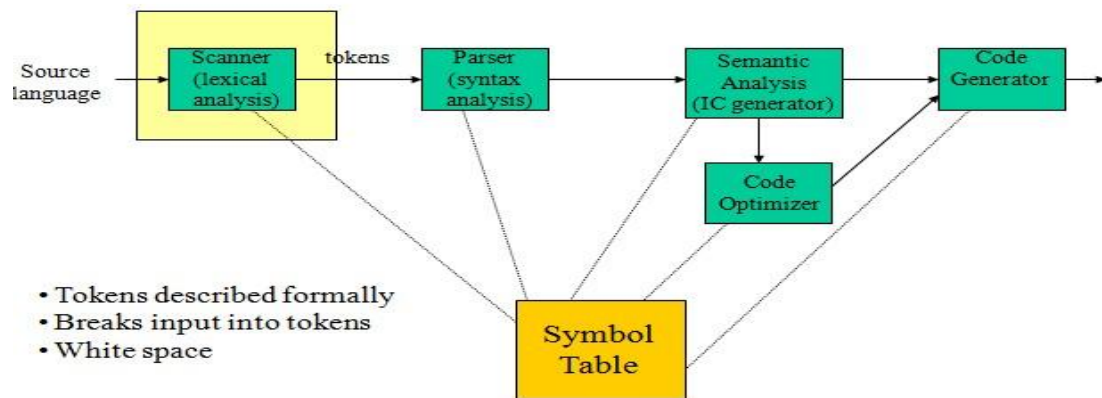 Source
language
Scanner
(lexical
analysis)
tokens
Parser
(syntax
analysis)
Semantic
Analysis
(IC generator)
Code
Generator
Code
Optimizer
• Tokens described formally
• Breaks input into tokens
• White space
Symbol
Table